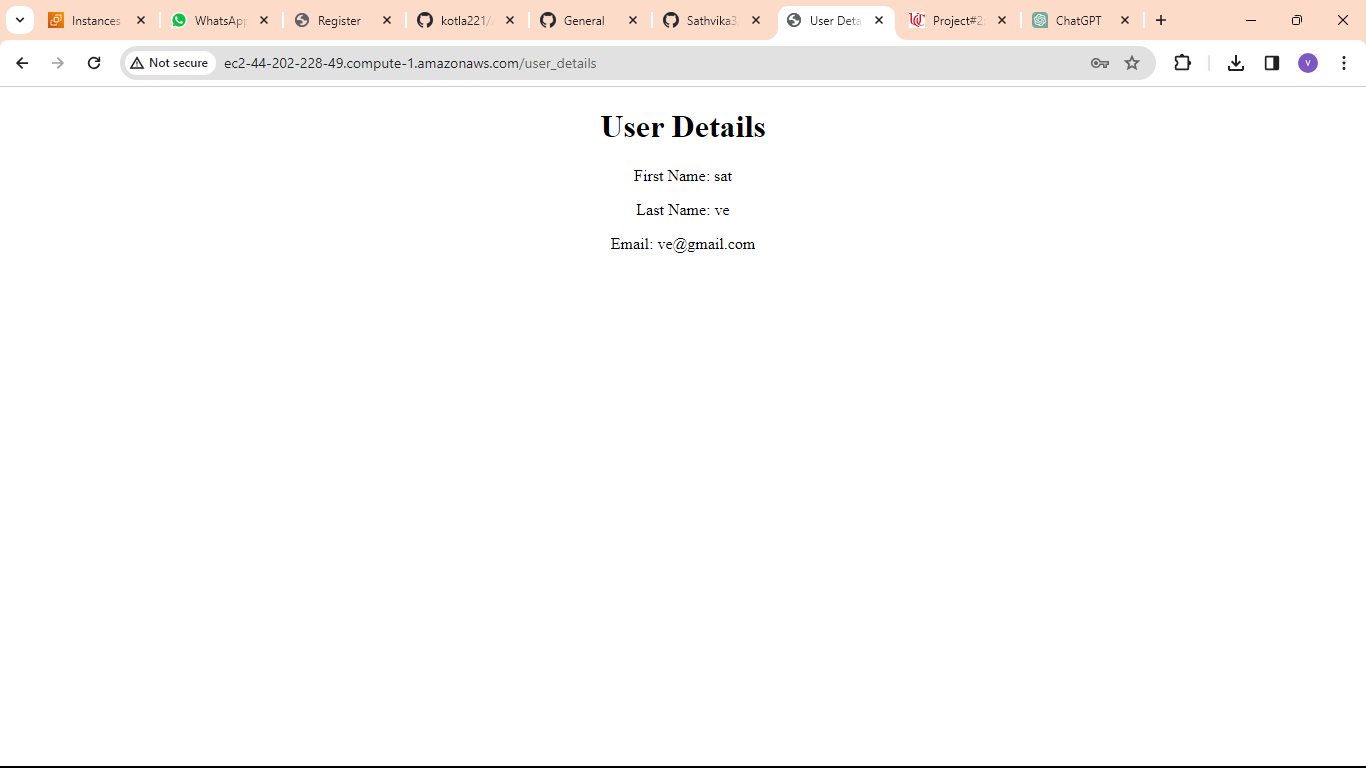 Instances
WhatsApp
Register
kotla221/
General
Sathvika3
User Deta
Project#2
ChatGPT
Not secure
ec2-44-202-228-49.compute-1.amazonaws.com/user_details
V
User Details
First Name: sat
Last Name: ve
Email: ve@gmail.com